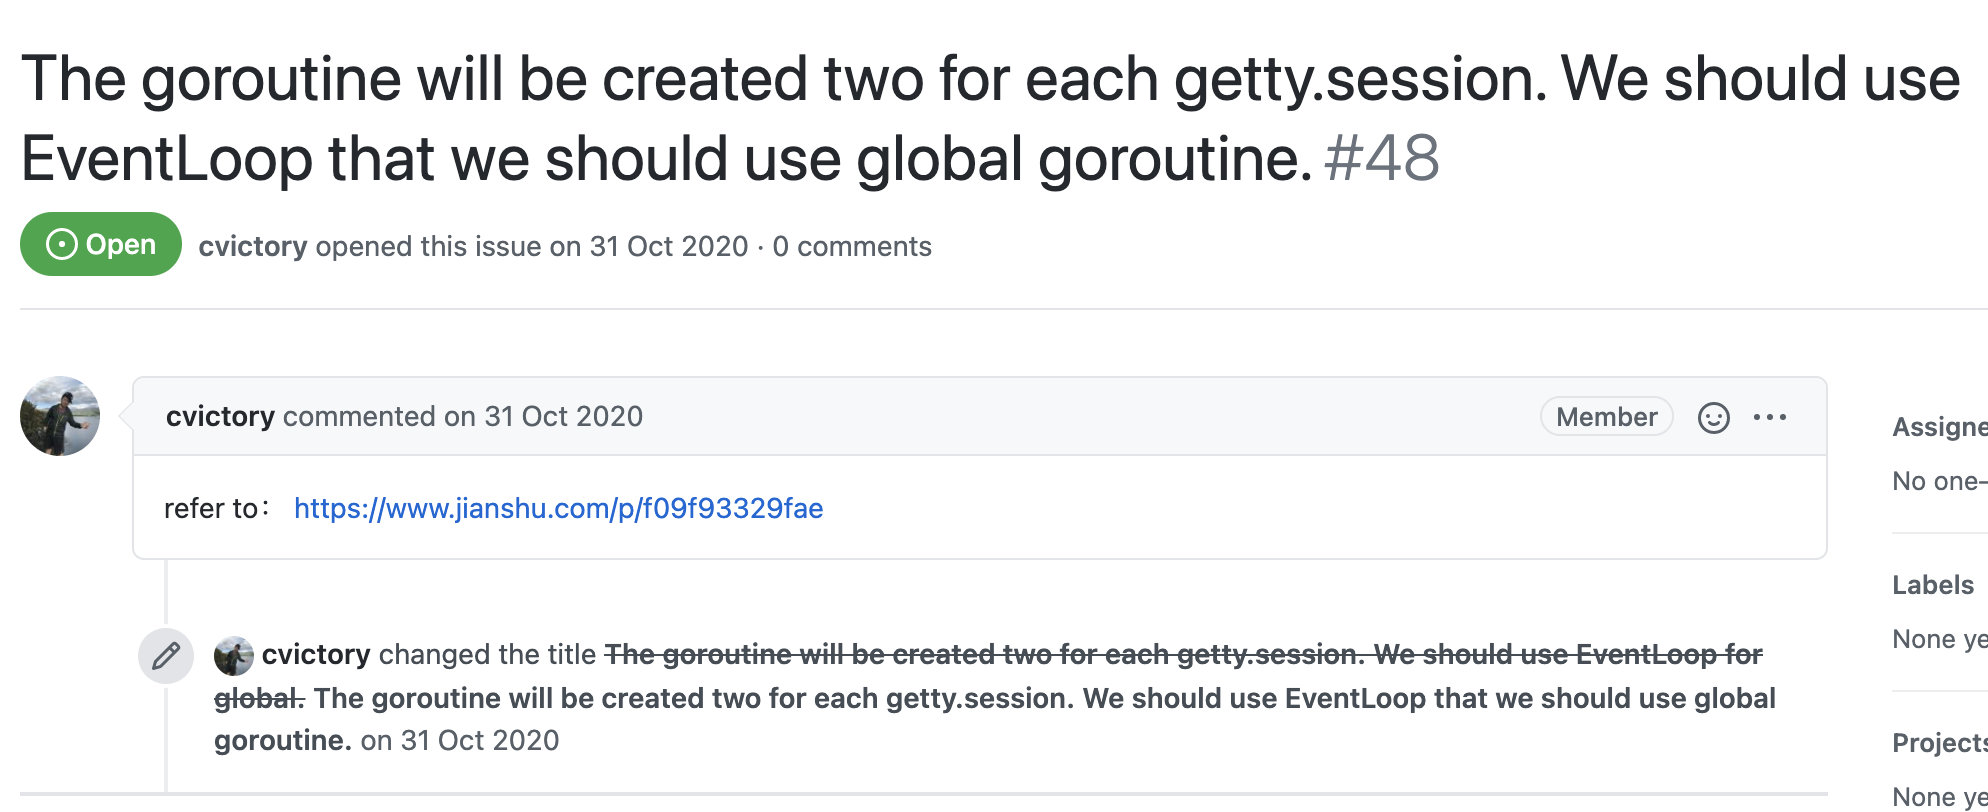 The goroutine will be created two for each getty.session. We should use
EventLoop that we should use global goroutine. #48
Open cvictory opened this issue on 31 Oct 2020 · 0 comments
cvictory commented on 31 Oct 2020 Member
Assigne
No one-
refer to： https://www.jianshu.com/p/f09f93329fae
Labels
None ye
cvictory changed the title The goroutine will be created two for each getty.session. We should use EventLoop for
global. The goroutine will be created two for each getty.session. We should use EventLoop that we should use global
goroutine. on 31 Oct 2020
Projects
None ye